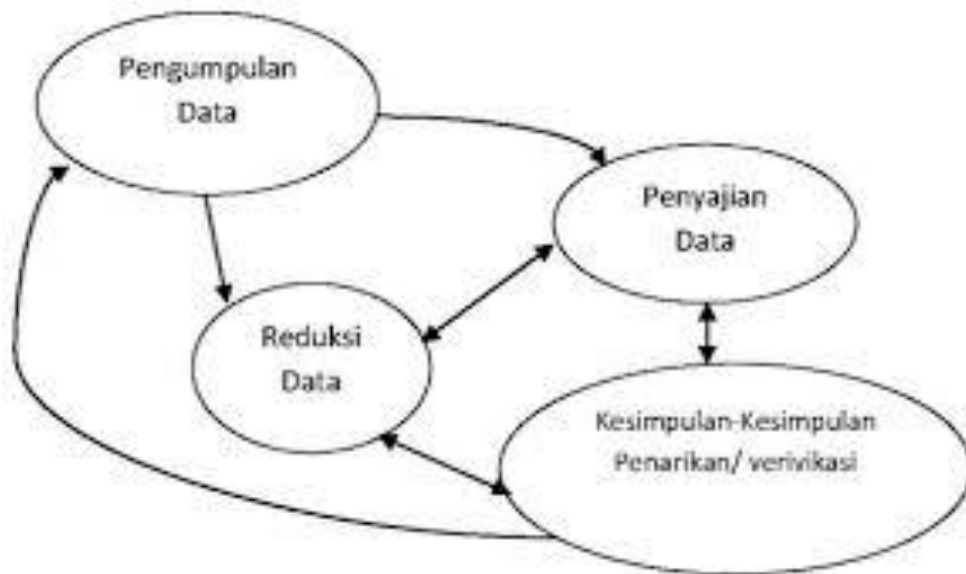 Pengumpulan
Data
Penyajian
Data
Reduksi
Data
Kesimpulan-Kesimpulan
Penarikan/ verivikasi